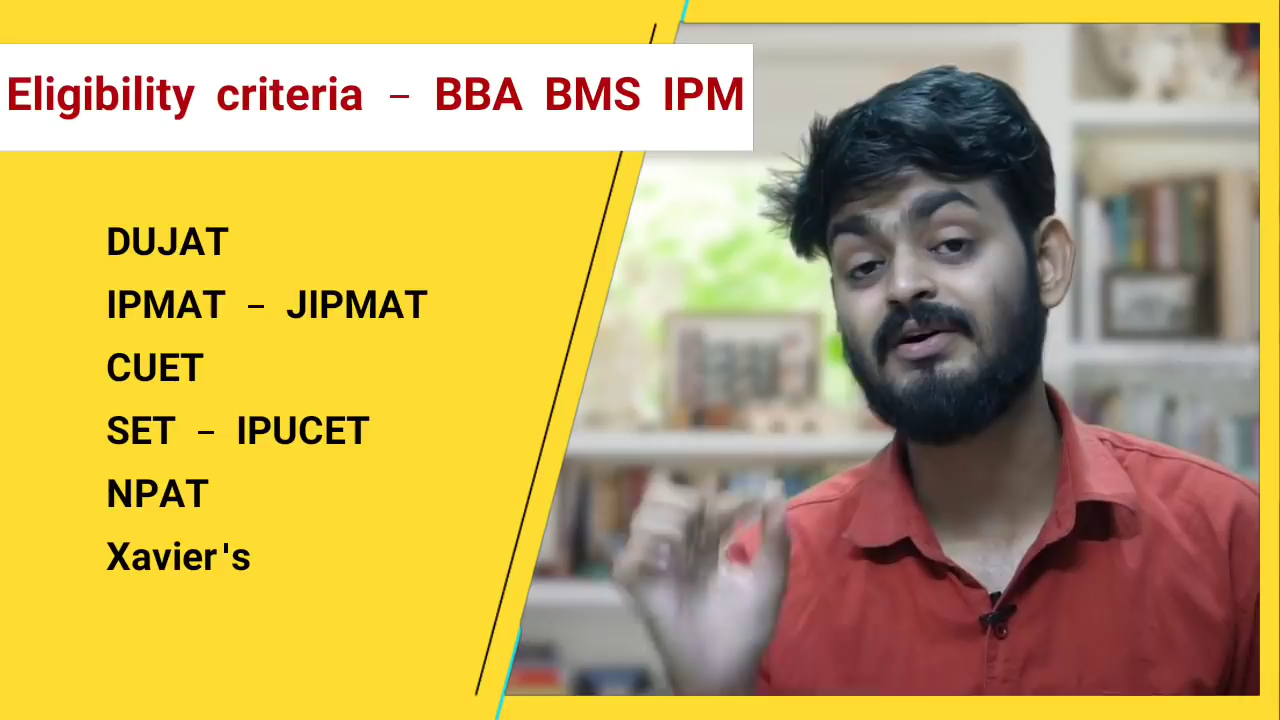 Eligibility criteria - BBA BMS IPM
DUJAT
IPMAT - JIPMAT
CUET
SET - IPUCET
NPAT
Xavier's